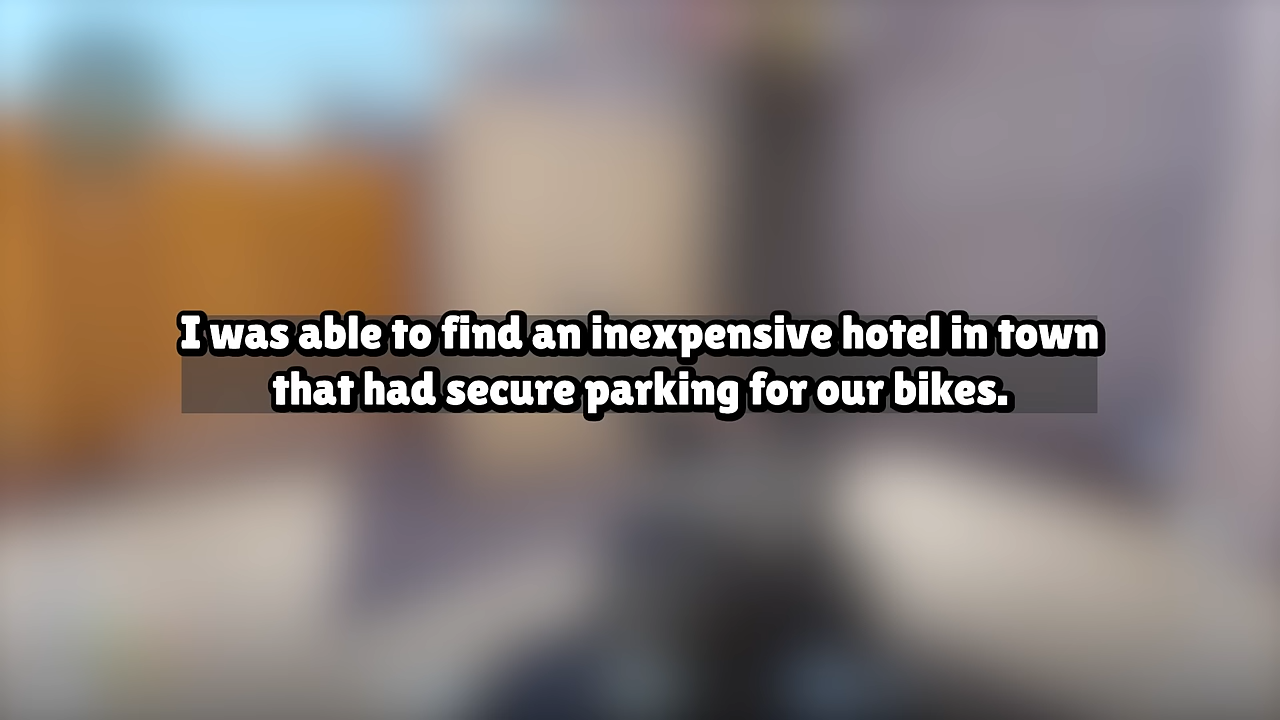 I was able to find an inexpensive hotel in town
that had secure parking for our bikes.